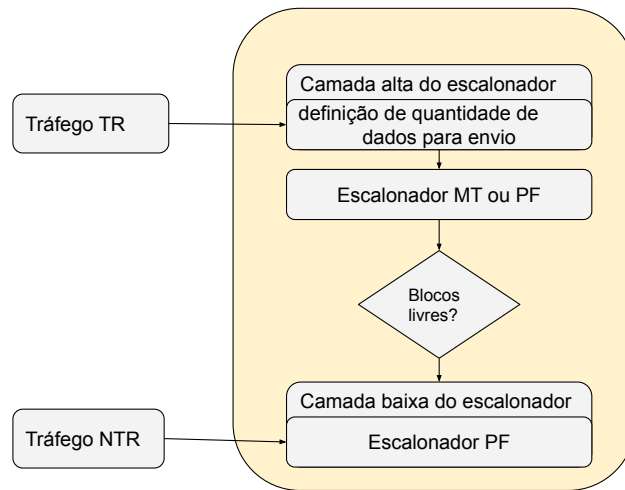 Camada alta do escalonador
Tráfego TR
definição de quantidade de
dados para envio
Escalonador MT ou PF
Blocos
livres?
Camada baixa do escalonador
Tráfego NTR
Escalonador PF